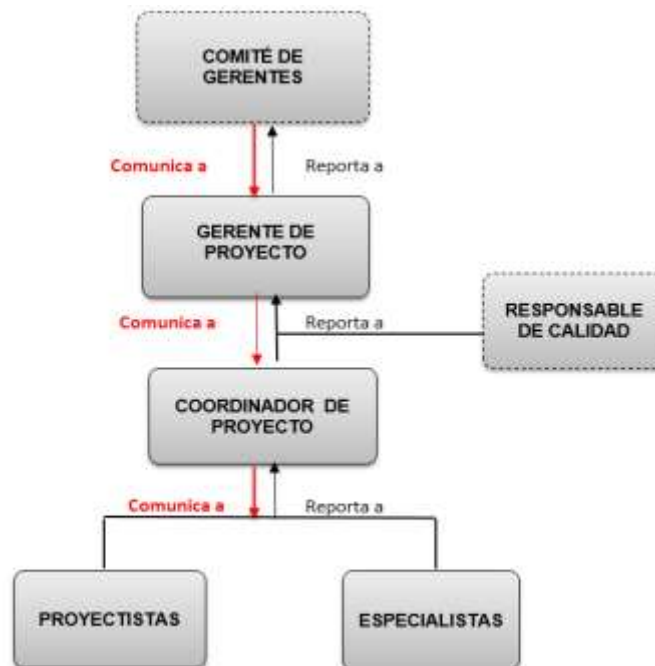 COMITÉ DE
GERENTES
Comunica a
Reporta a
GERENTE DE
PROYECTO
Comunica a
Reporta a
RESPONSABLE
DE CALIDAD
COORDINADOR DE
PROYECTO
Comunica a
Reporta a
PROYECTISTAS
ESPECIALISTAS